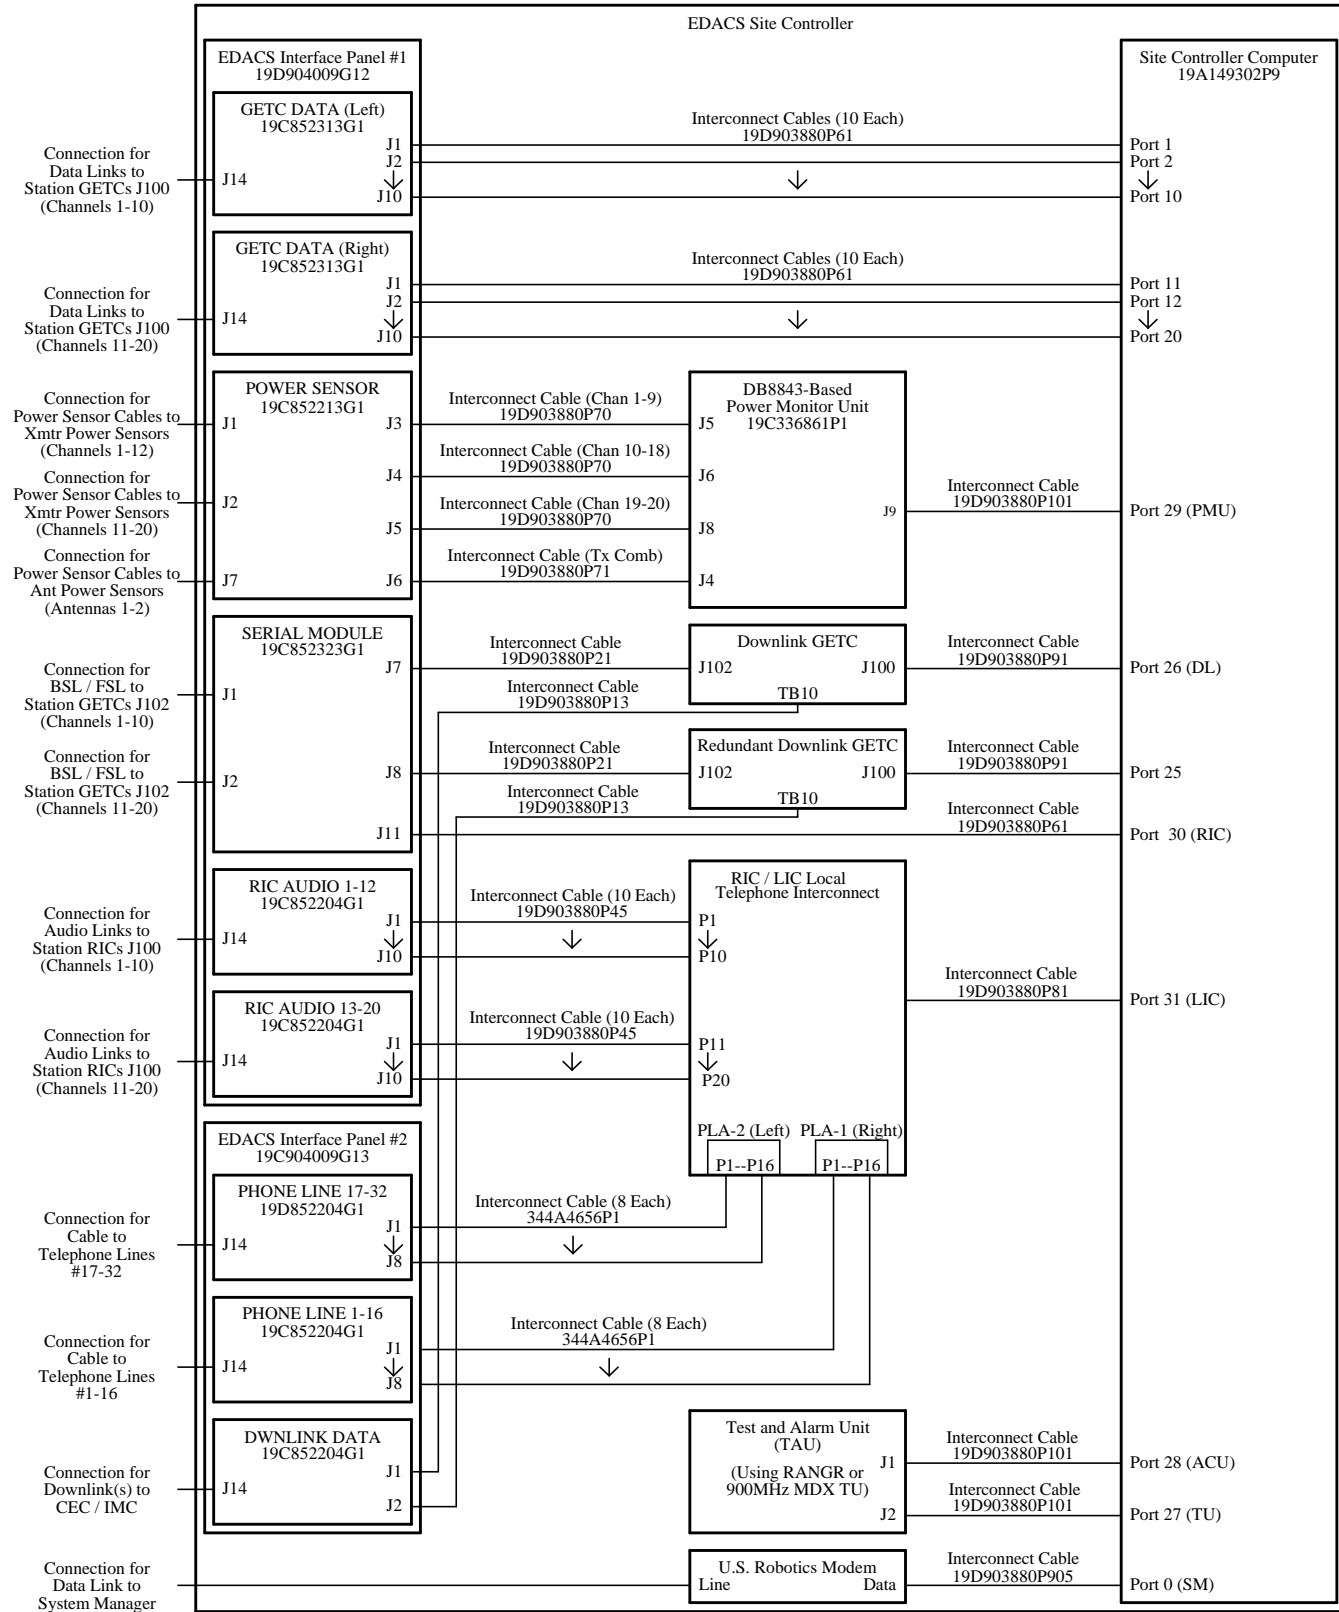 EDACS Site Controller
EDACS Interface Panel #1
19D904009G12
Site Controller Computer
19A149302P9
GETC DATA (Left)
19C852313G1
J1
J2
J10
J14
Connection for
Data Links to
Station GETCs J100
(Channels 1-10)
Interconnect Cables (10 Each)
19D903880P61
Port 1
Port 2
Port 10
GETC DATA (Right)
19C852313G1
J1
J2
J10
J14
Connection for
Data Links to
Station GETCs J100
(Channels 11-20)
Interconnect Cables (10 Each)
19D903880P61
Port 11
Port 12
Port 20
POWER SENSOR
19C852213G1
Connection for
Power Sensor Cables to
Xmtr Power Sensors
(Channels 1-12)
J1
J3
Interconnect Cable (Chan 1-9)
19D903880P70
J5
DB8843-Based
Power Monitor Unit
19C336861P1
Connection for
Power Sensor Cables to
Xmtr Power Sensors
(Channels 11-20)
J2
J4
Interconnect Cable (Chan 10-18)
19D903880P70
J6
J5
Interconnect Cable (Chan 19-20)
19D903880P70
J8
J9
Interconnect Cable
19D903880P101
Port 29 (PMU)
Connection for
Power Sensor Cables to
Ant Power Sensors
(Antennas 1-2)
J7
J6
Interconnect Cable (Tx Comb)
19D903880P71
J4
SERIAL MODULE
19C852323G1
J7
Interconnect Cable
19D903880P21
Downlink GETC
J102
J100
TB10
Interconnect Cable
19D903880P91
Port 26 (DL)
Connection for
BSL / FSL to
Station GETCs J102
(Channels 1-10)
J1
Interconnect Cable
19D903880P13
Connection for
BSL / FSL to
Station GETCs J102
(Channels 11-20)
J2
J8
Interconnect Cable
19D903880P21
Redundant Downlink GETC
J102
J100
TB10
Interconnect Cable
19D903880P91
Port 25
Interconnect Cable
19D903880P13
J11
Interconnect Cable
19D903880P61
Port 30 (RIC)
RIC AUDIO 1-12
19C852204G1
J1
J10
J14
Connection for
Audio Links to
Station RICs J100
(Channels 1-10)
Interconnect Cable (10 Each)
19D903880P45
RIC / LIC Local
Telephone Interconnect
P1
P10
Interconnect Cable
19D903880P81
Port 31 (LIC)
RIC AUDIO 13-20
19C852204G1
J1
J10
J14
Connection for
Audio Links to
Station RICs J100
(Channels 11-20)
Interconnect Cable (10 Each)
19D903880P45
P11
P20
PLA-2 (Left)
PLA-1 (Right)
P1--P16
P1--P16
EDACS Interface Panel #2
19C904009G13
PHONE LINE 17-32
19D852204G1
J1
J8
J14
Connection for
Cable to
Telephone Lines
#17-32
Interconnect Cable (8 Each)
344A4656P1
PHONE LINE 1-16
19C852204G1
J1
J8
J14
Connection for
Cable to
Telephone Lines
#1-16
Interconnect Cable (8 Each)
344A4656P1
DWNLINK DATA
19C852204G1
J1
J2
J14
Connection for
Downlink(s) to
CEC / IMC
Test and Alarm Unit
(TAU)
(Using RANGR or
900MHz MDX TU)
J1
Interconnect Cable
19D903880P101
Port 28 (ACU)
J2
Interconnect Cable
19D903880P101
Port 27 (TU)
Connection for
Data Link to
System Manager
U.S. Robotics Modem
Line
Data
Interconnect Cable
19D903880P905
Port 0 (SM)